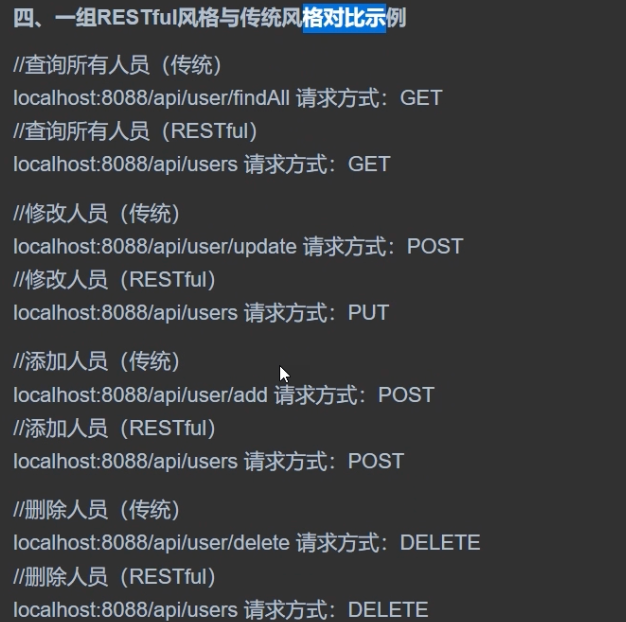 四、一组RESTful风格与传统风格对比示例
//查询所有人员（传统）
localhost:8088/api/user/findAll 请求方式：GET
//查询所有人员（RESTful）
localhost:8088/api/users 请求方式：GET
//修改人员（传统）
localhost:8088/api/user/update 请求方式：POST
//修改人员（RESTful）
localhost:8088/api/users 请求方式：PUT
//添加人员（传统）
localhost:8088/api/user/add 请求方式：POST
//添加人员（RESTful）
localhost:8088/api/users 请求方式：POST
//删除人员（传统）
localhost:8088/api/user/delete 请求方式：DELETE
//删除人员（RESTful）
localhost:8088/api/users 请求方式：DELETE